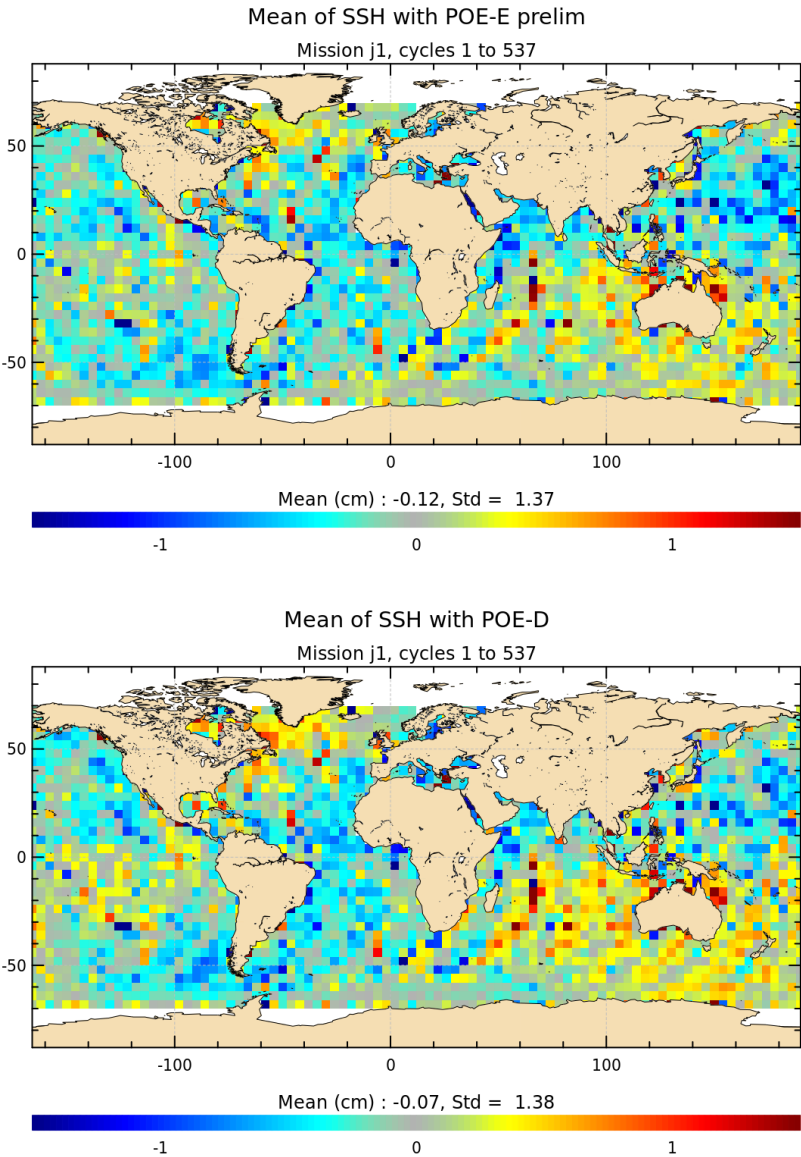 Mean of SSH with POE-E prelim
Mission j1, cycles 1 to 537
50
0
-50
-100 0 100
Mean (cm) : -0.12, Std = 1.37
-1 0 1
Mean of SSH with POE-D
Mission j1, cycles 1 to 537
50
0
-50
-100 0 100
Mean (cm) : -0.07, Std = 1.38
-1 0 1